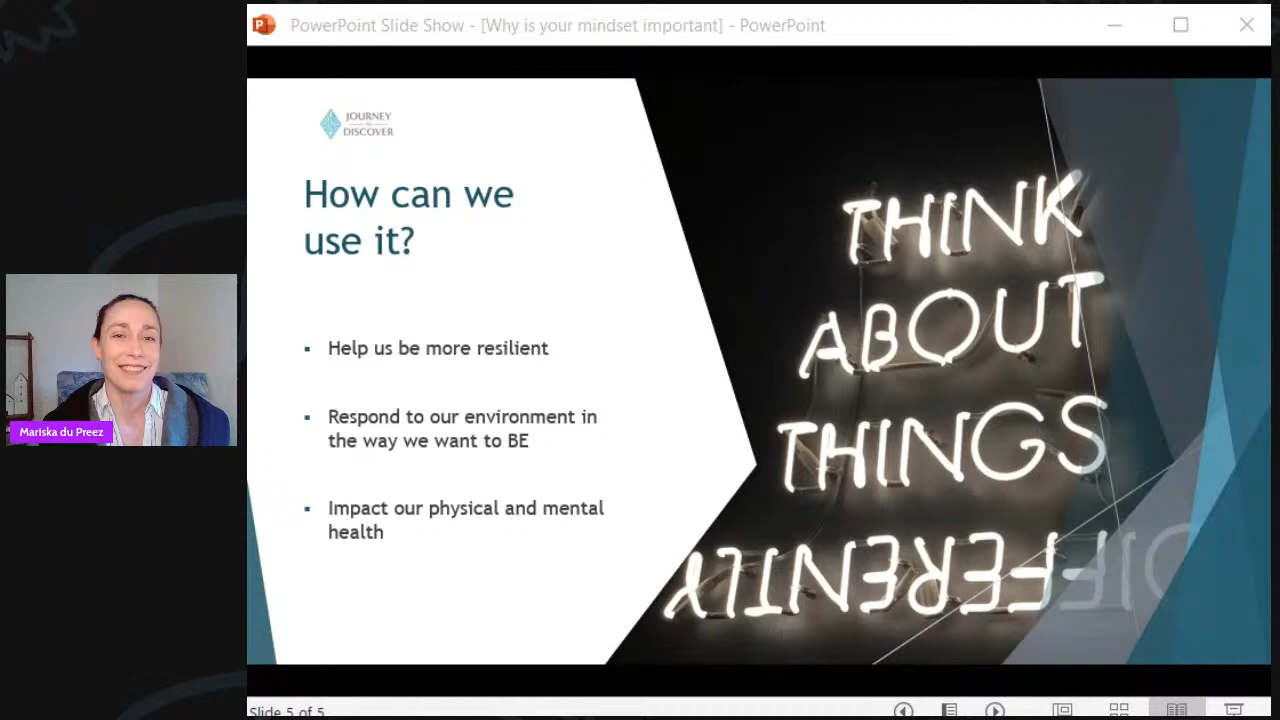 PowerPoint Slide Show - [Why is your mindset important] - PowerPoint
JOURNEY
TO
DISCOVER
How can we
use it?
▪ Help us be more resilient
▪ Respond to our environment in
the way we want to BE
▪ Impact our physical and mental
health
THINK
ABOUT
THINGS
DIFFERENTLY
Mariska du Preez
Slide 5 of 5